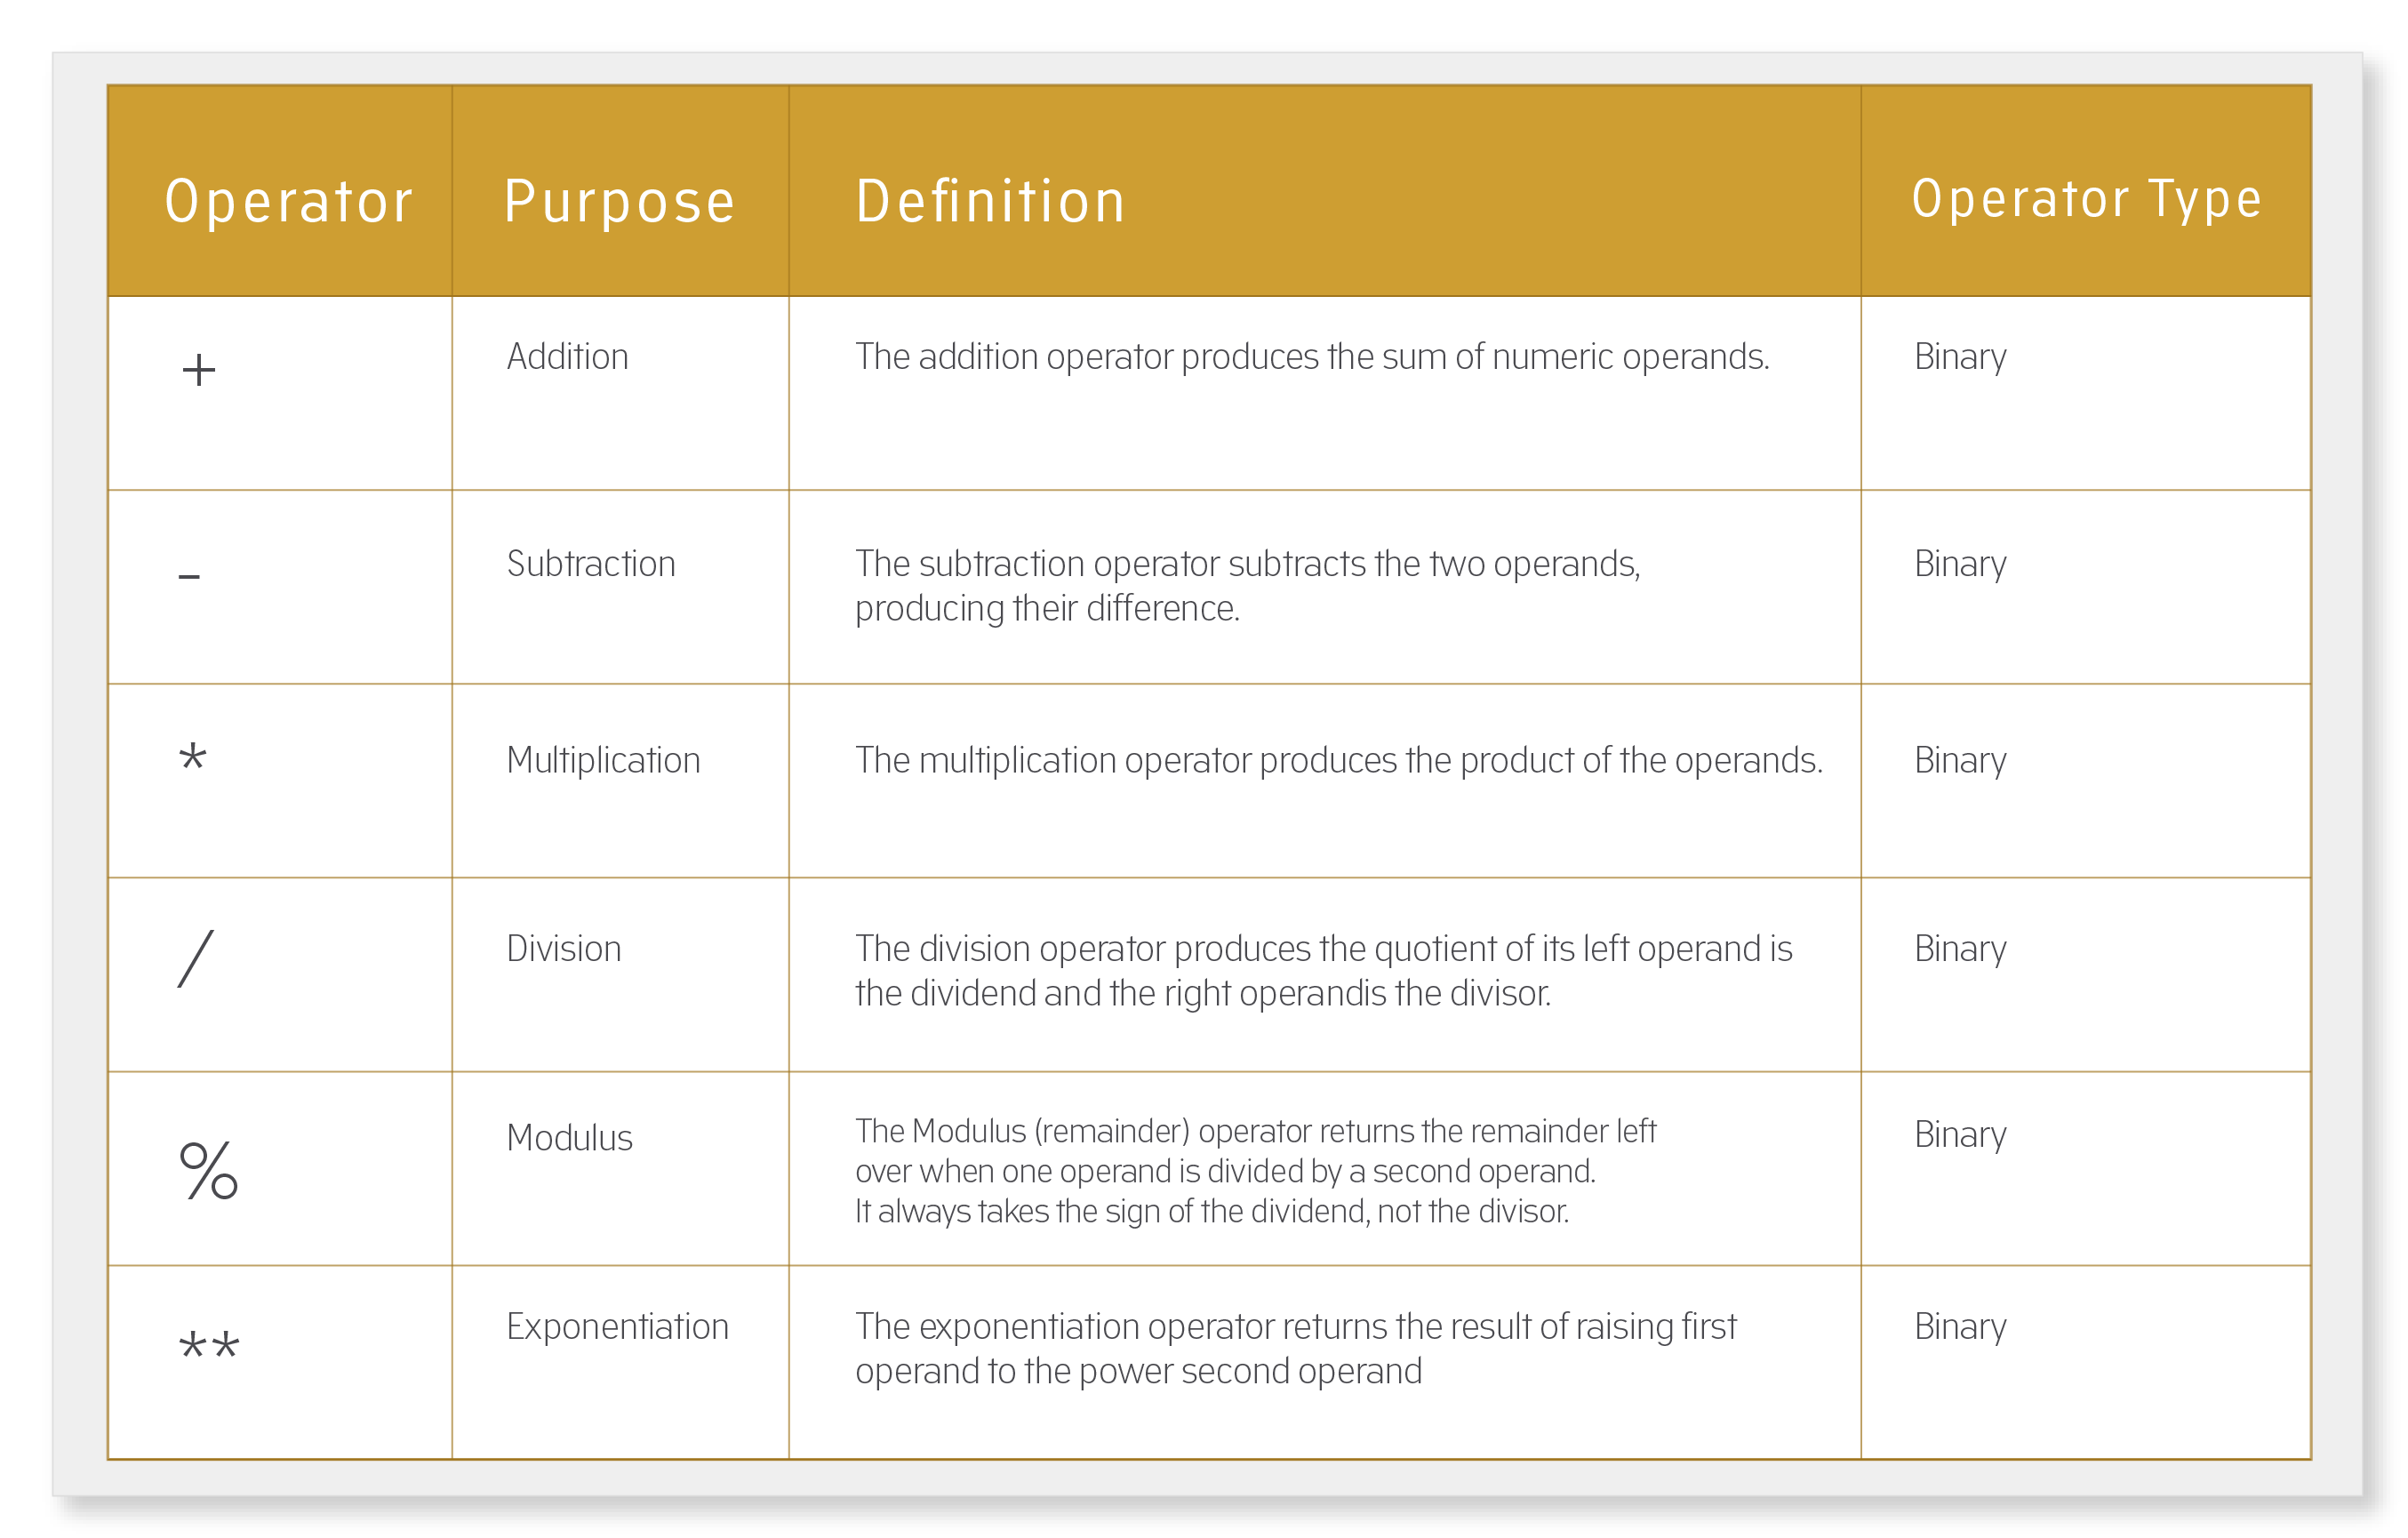 Operator Purpose Definition Operator Type
+ Addition The addition operator produces the sum of numeric operands. Binary
- Subtraction The subtraction operator subtracts the two operands, Binary
producing their difference.
* Multiplication The multiplication operator produces the product of the operands. Binary
/ Division The division operator produces the quotient of its left operand is Binary
the dividend and the right operandis the divisor.
% Modulus The Modulus (remainder) operator returns the remainder left Binary
over when one operand is divided by a second operand.
It always takes the sign of the dividend, not the divisor.
** Exponentiation The exponentiation operator returns the result of raising first Binary
operand to the power second operand